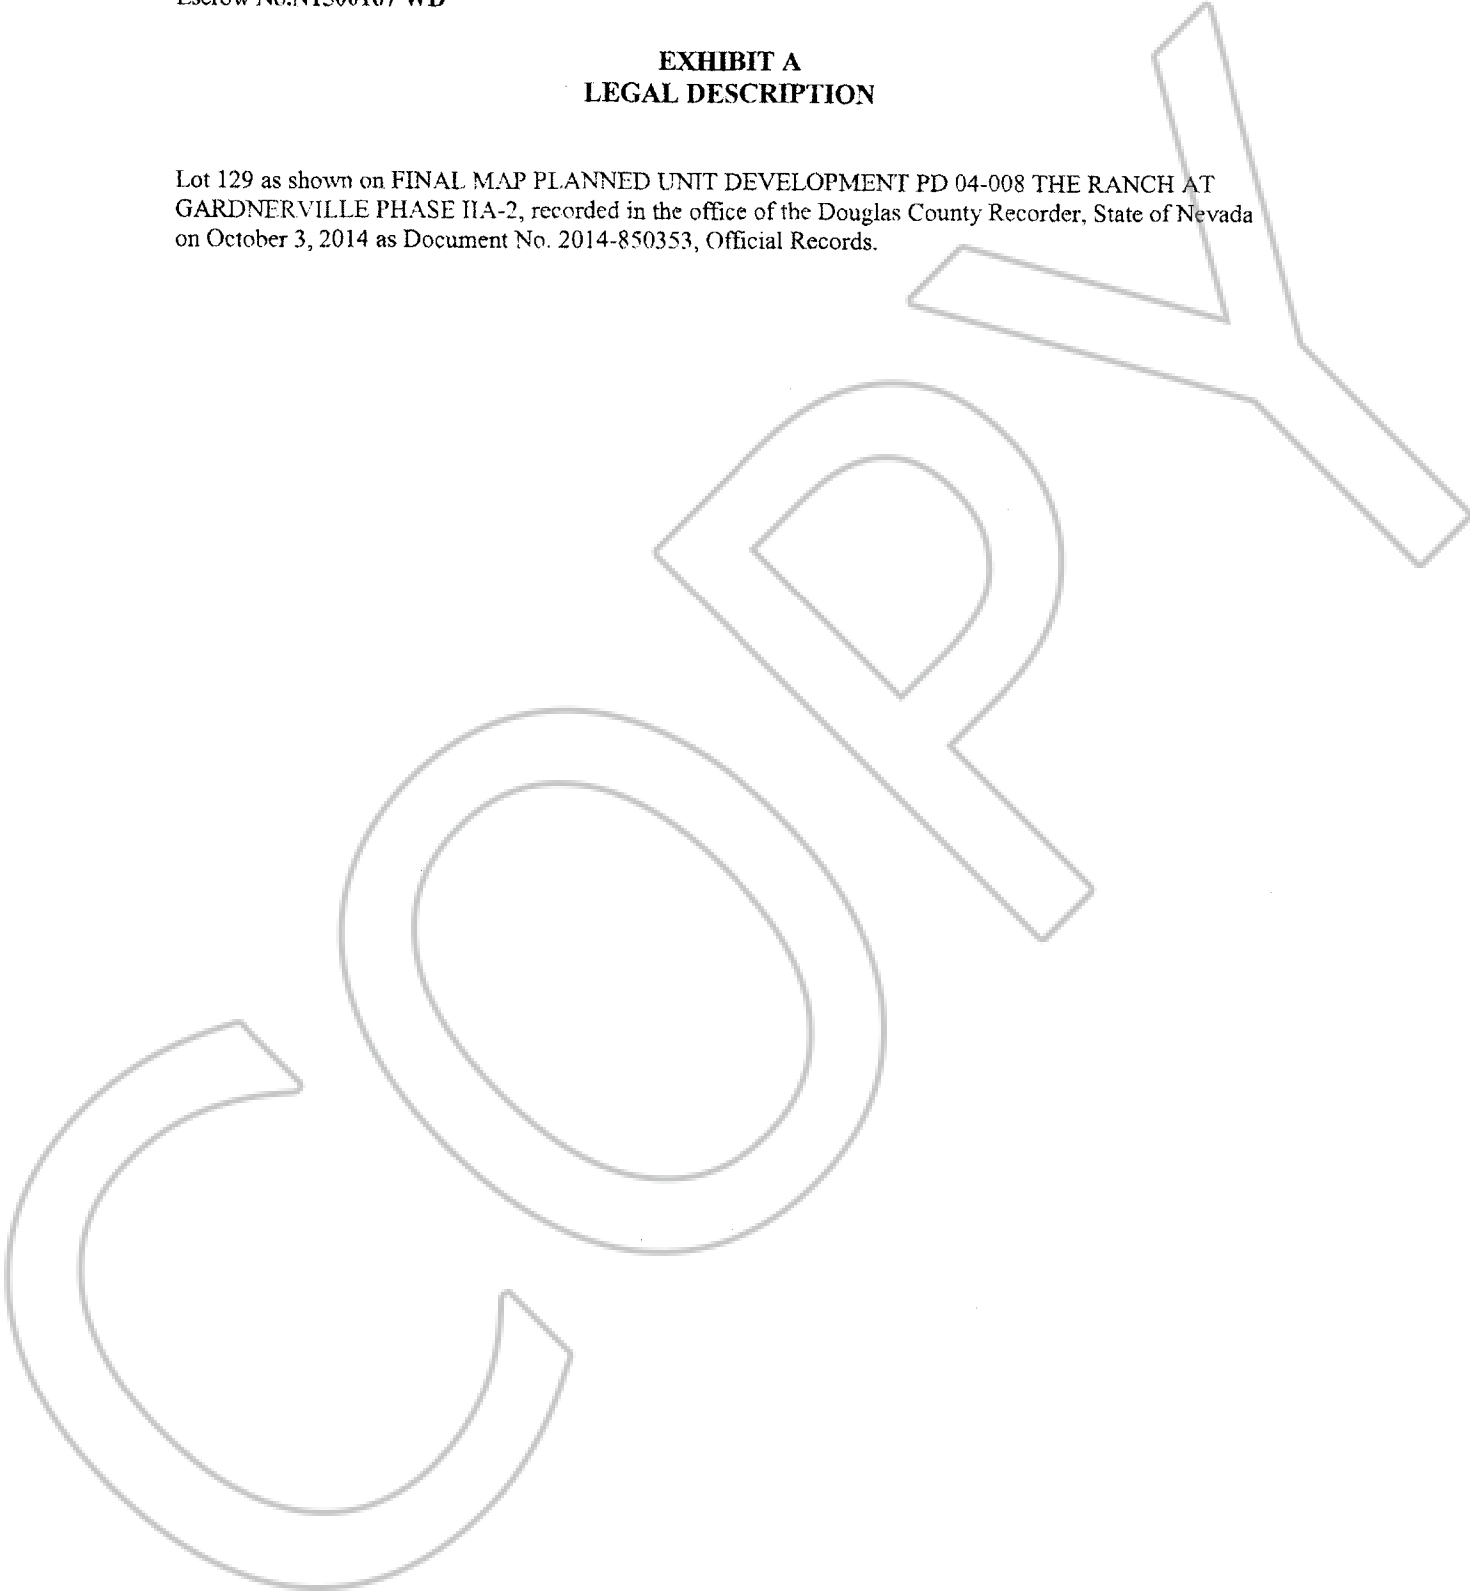 EXHIBIT A
LEGAL DESCRIPTION
Lot 129 as shown on FINAL MAP PLANNED UNIT DEVELOPMENT PD 04-008 THE RANCH AT
GARDNERVILLE PHASE IIA-2, recorded in the office of the Douglas County Recorder, State of Nevada
on October 3, 2014 as Document No. 2014-850353, Official Records.
COPY